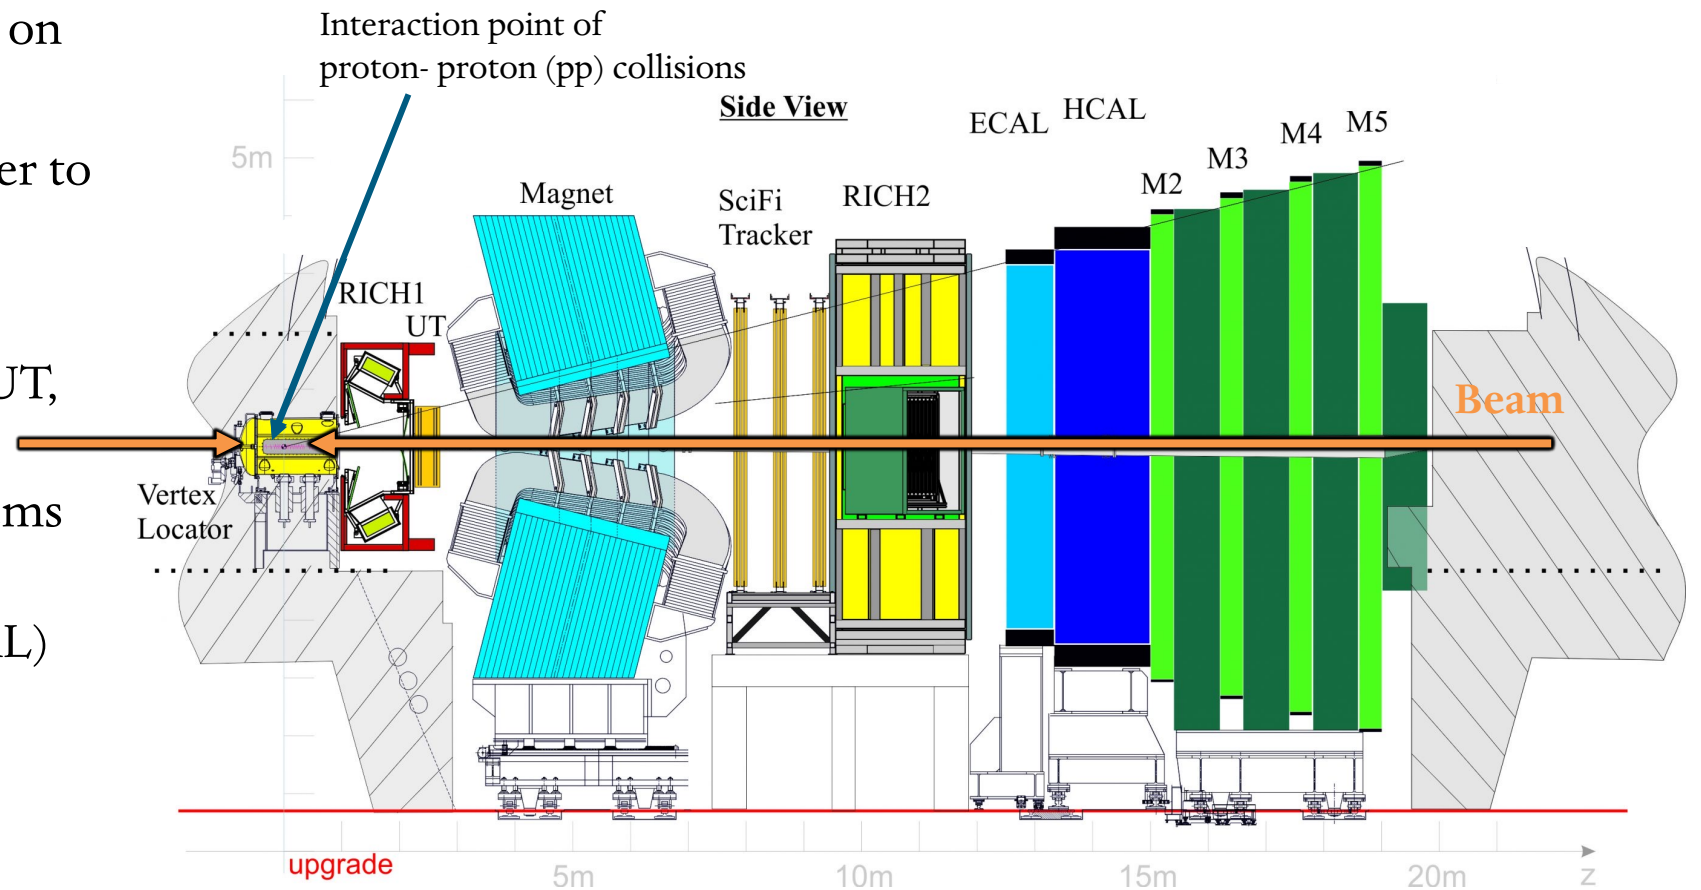 on
er to
UT,
ms
AL)
Interaction point of
proton- proton (pp) collisions
Side View
ECAL
HCAL
M2
M3
M4
M5
5m
Magnet
SciFi
Tracker
RICH2
RICH1
UT
Beam
Vertex
Locator
upgrade
5m
10m
15m
20m
z